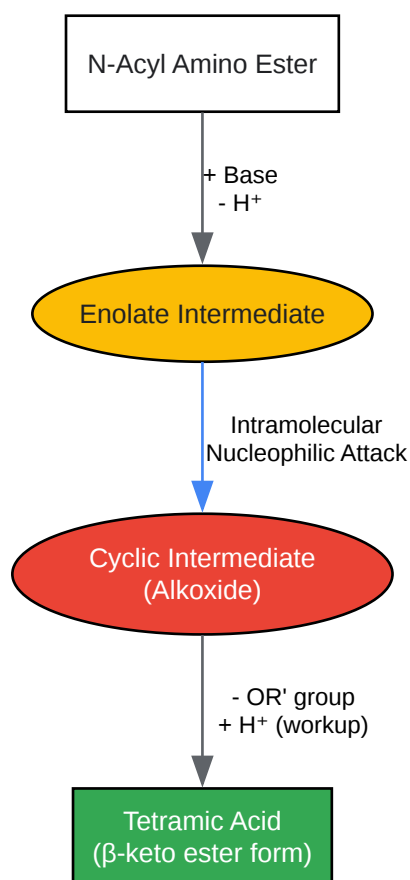 N-Acyl Amino Ester
+ Base
- H⁺
Enolate Intermediate
Intramolecular
Nucleophilic Attack
Cyclic Intermediate
(Alkoxide)
- OR' group
+ H⁺ (workup)
Tetramic Acid
(β-keto ester form)